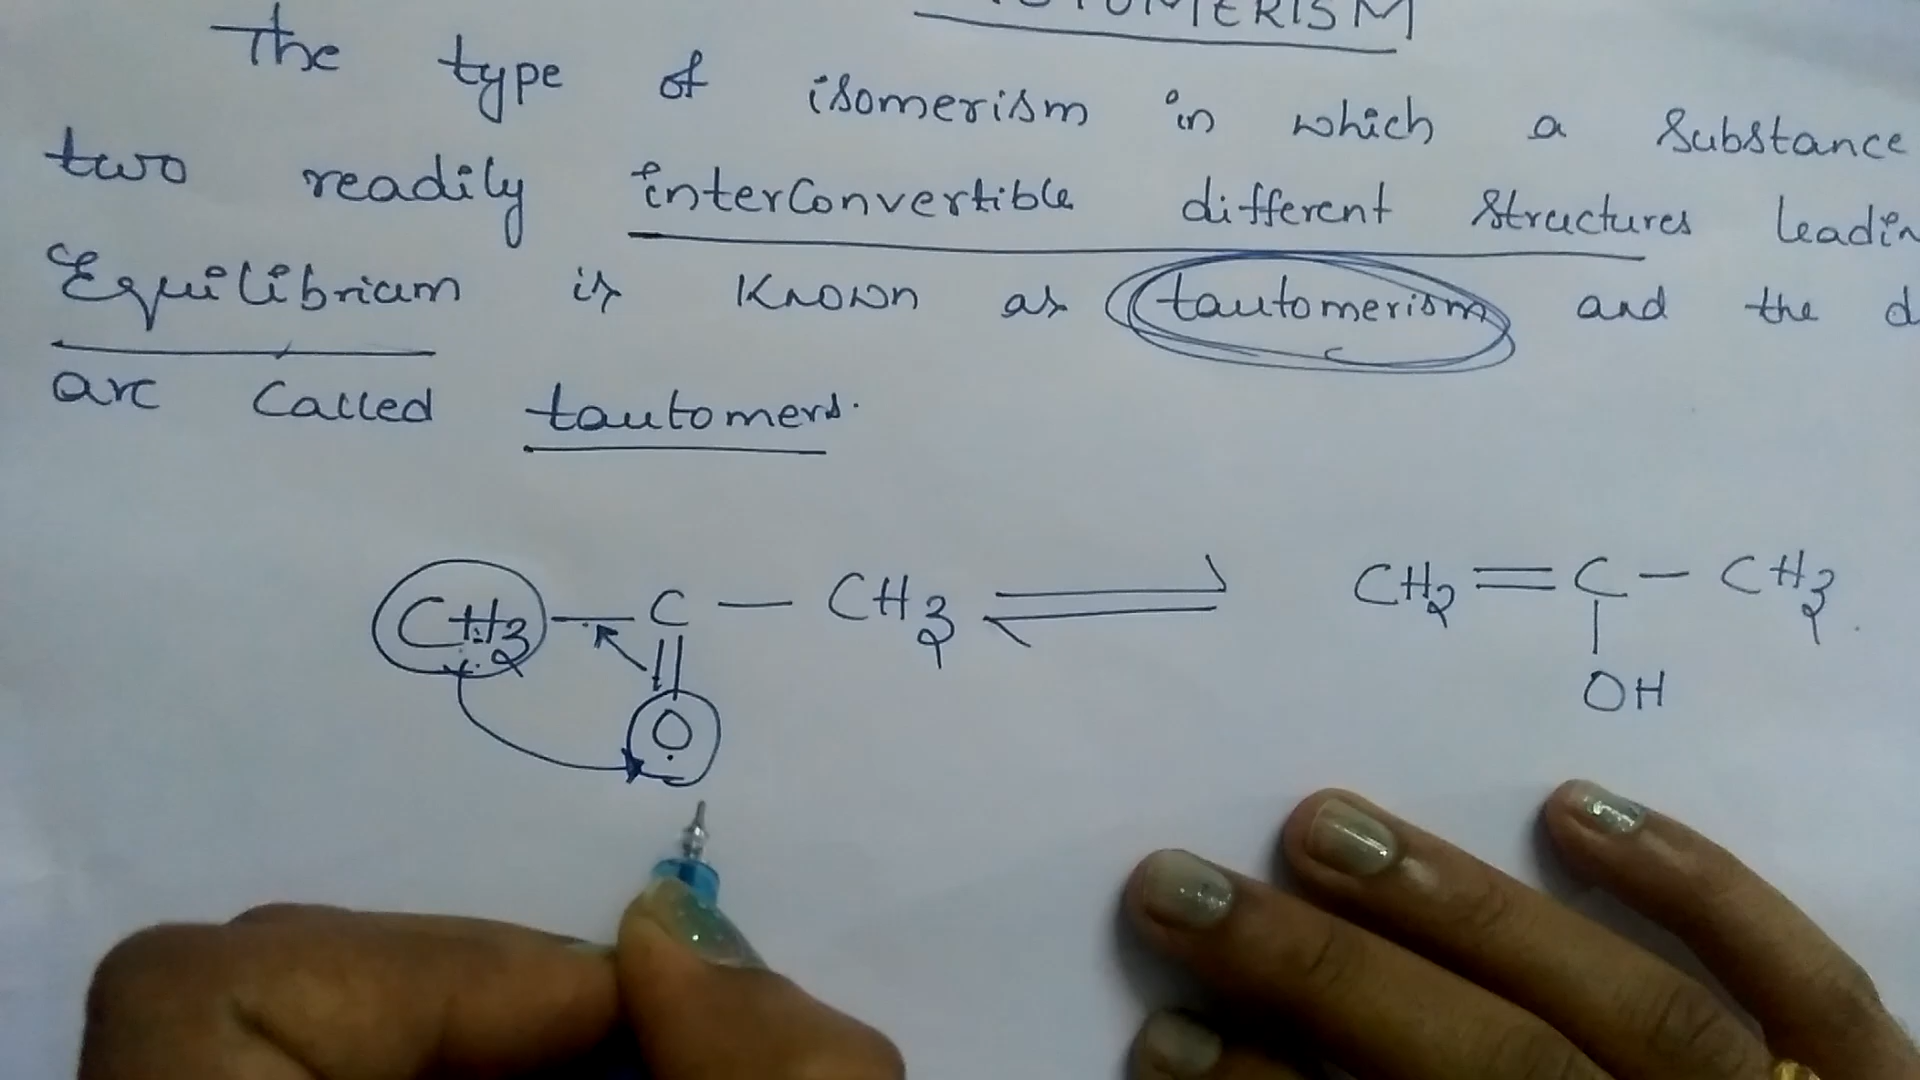 The type of isomerism in which a substance
two readily interconvertible different structures
Equilibrium is known as tautomerism and the
are called tautomers.
CH3 — C — CH3 ⇌ CH2 = C — CH3
O OH